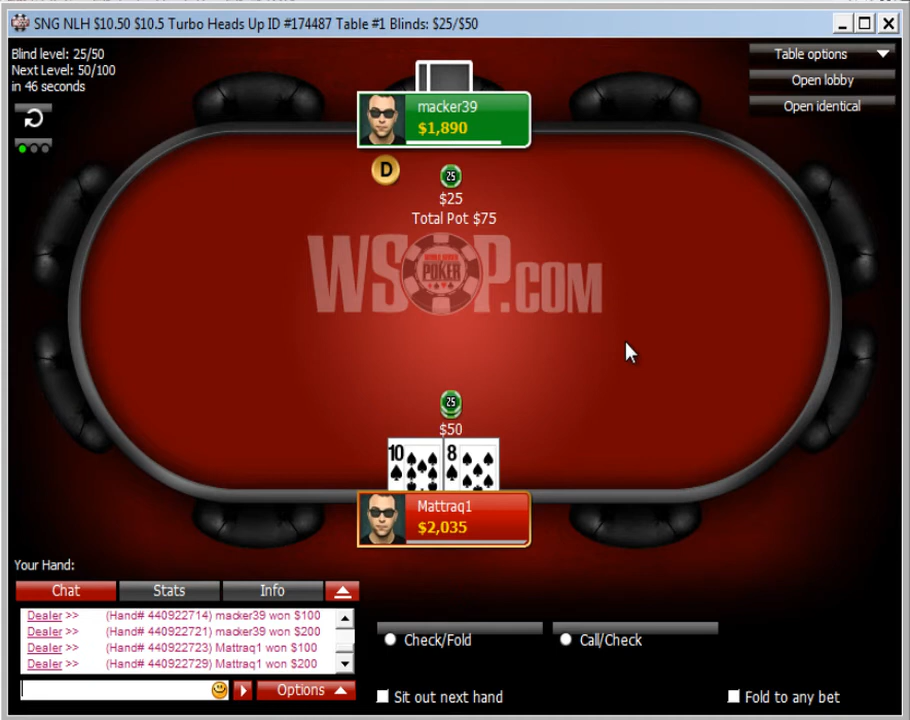 SNG NLH $10.50 $10.5 Turbo Heads Up ID #174487 Table #1 Blinds: $25/$50
Blind level: 25/50
Next Level: 50/100
in 46 seconds
Table options
Open lobby
Open identical
macker39
$1,890
D
25
$25
Total Pot $75
WSOP.COM
WORLD SERIES
POKER
25
$50
10 8
Mattraq1
$2,035
Your Hand:
Chat Stats Info
Dealer >> (Hand# 440922714) macker39 won $100
Dealer >> (Hand# 440922721) macker39 won $200
Dealer >> (Hand# 440922723) Mattraq1 won $100
Dealer >> (Hand# 440922729) Mattraq1 won $200
Options
Check/Fold
Call/Check
Sit out next hand
Fold to any bet